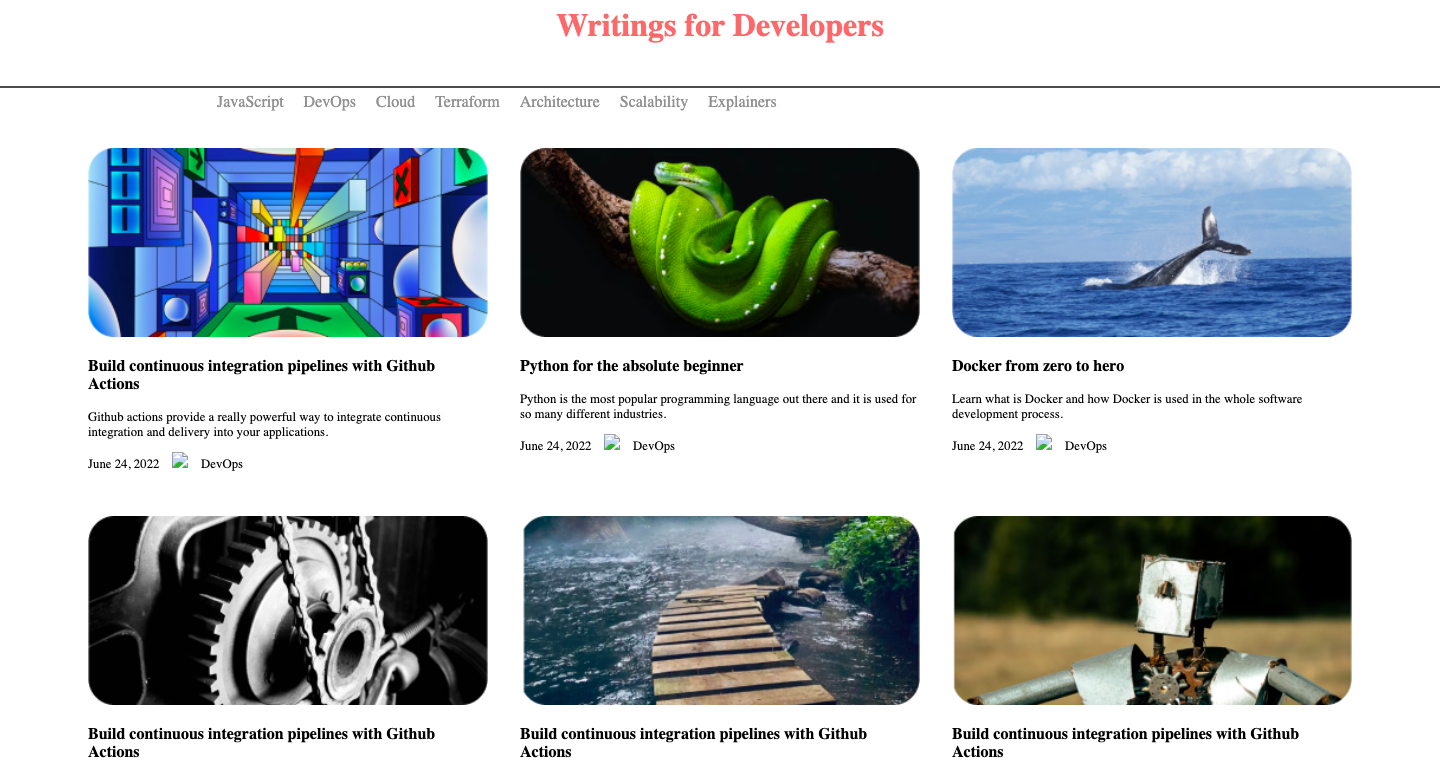 Writings for Developers
JavaScript DevOps Cloud Terraform Architecture Scalability Explainers
Build continuous integration pipelines with Github
Actions
Github actions provide a really powerful way to integrate continuous
integration and delivery into your applications.
June 24, 2022 DevOps
Python for the absolute beginner
Python is the most popular programming language out there and it is used for
so many different industries.
June 24, 2022 DevOps
Docker from zero to hero
Learn what is Docker and how Docker is used in the whole software
development process.
June 24, 2022 DevOps
Build continuous integration pipelines with Github
Actions
Build continuous integration pipelines with Github
Actions
Build continuous integration pipelines with Github
Actions